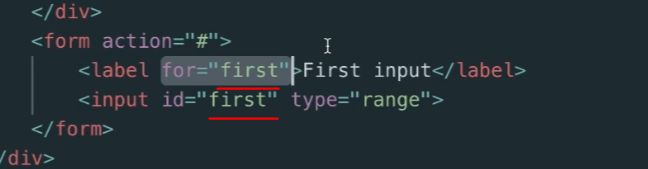 </div>
<form action="#">
<label for="first">First input</label>
<input id="first" type="range">
</form>
/div>